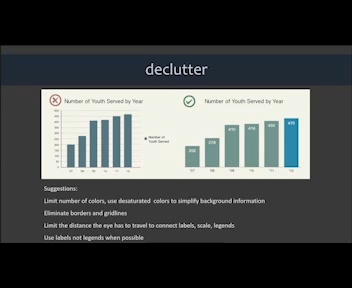 declutter
Number of Youth Served by Year
Number of Youth Served by Year
Number of
Youth Served
Suggestions:
Limit number of colors, use desaturated colors to simplify background information
Eliminate borders and gridlines
Limit the distance the eye has to travel to connect labels, scale, legends
Use labels not legends when possible